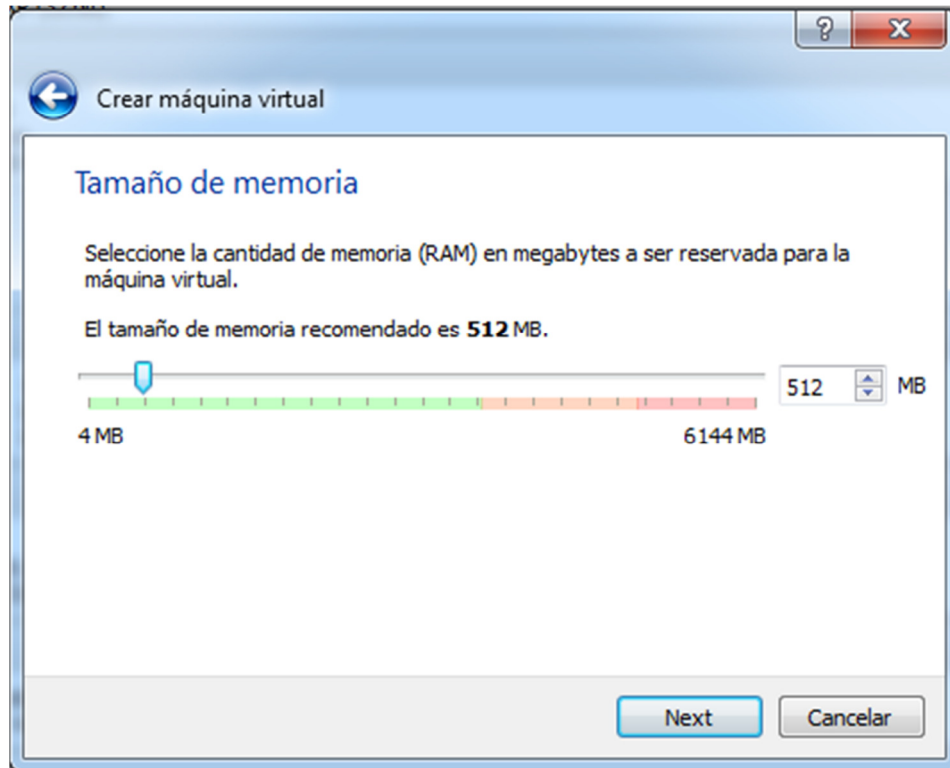 Crear máquina virtual
Tamaño de memoria
Seleccione la cantidad de memoria (RAM) en megabytes a ser reservada para la
máquina virtual.
El tamaño de memoria recomendado es 512 MB.
512 MB
4 MB 6144 MB
Next Cancelar